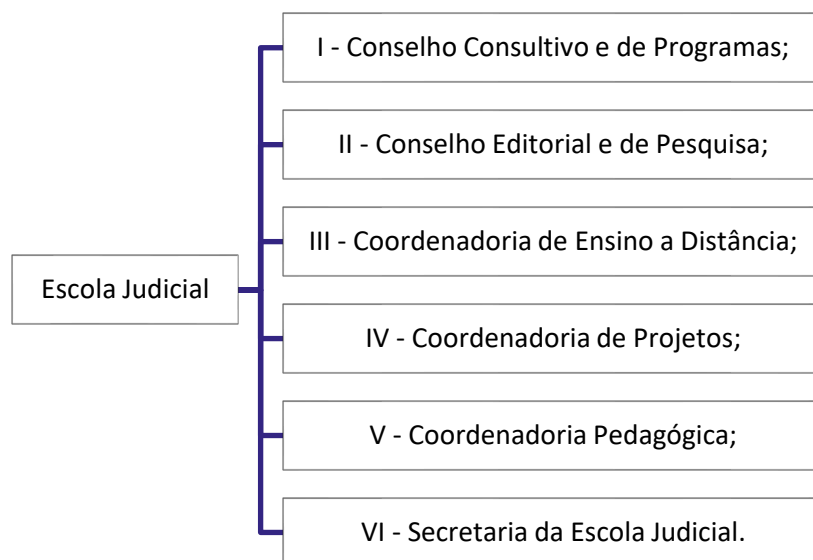 Escola Judicial
I - Conselho Consultivo e de Programas;
II - Conselho Editorial e de Pesquisa;
III - Coordenadoria de Ensino a Distância;
IV - Coordenadoria de Projetos;
V - Coordenadoria Pedagógica;
VI - Secretaria da Escola Judicial.